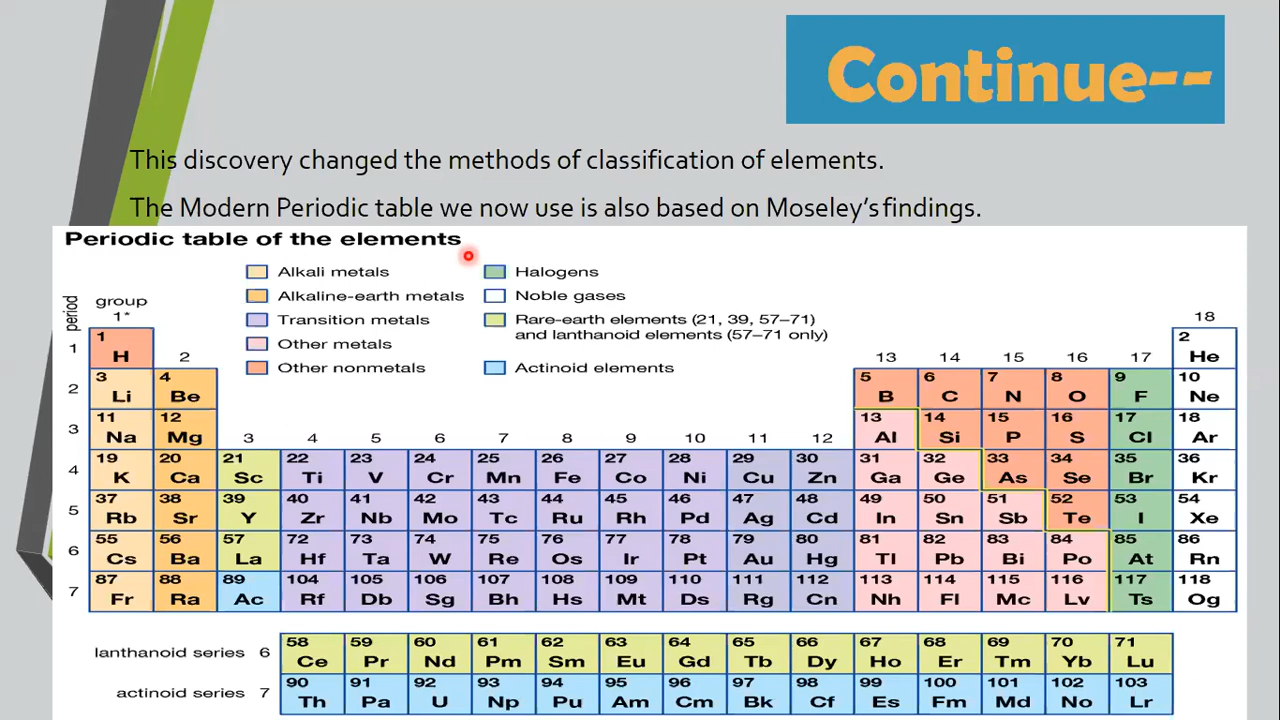 Continue--
This discovery changed the methods of classification of elements.
The Modern Periodic table we now use is also based on Moseley's findings.
Periodic table of the elements
Alkali metals
Alkaline-earth metals
Transition metals
Other metals
Other nonmetals
Halogens
Noble gases
Rare-earth elements (21, 39, 57–71)
and lanthanoid elements (57–71 only)
Actinoid elements
period
group
1* 18
1 2
1 H 2 13 14 15 16 17 He
3 4 5 6 7 8 9 10
2 Li Be B C N O F Ne
11 12 13 14 15 16 17 18
3 Na Mg 3 4 5 6 7 8 9 10 11 12 Al Si P S Cl Ar
19 20 21 22 23 24 25 26 27 28 29 30 31 32 33 34 35 36
4 K Ca Sc Ti V Cr Mn Fe Co Ni Cu Zn Ga Ge As Se Br Kr
37 38 39 40 41 42 43 44 45 46 47 48 49 50 51 52 53 54
5 Rb Sr Y Zr Nb Mo Tc Ru Rh Pd Ag Cd In Sn Sb Te I Xe
55 56 57 72 73 74 75 76 77 78 79 80 81 82 83 84 85 86
6 Cs Ba La Hf Ta W Re Os Ir Pt Au Hg Tl Pb Bi Po At Rn
87 88 89 104 105 106 107 108 109 110 111 112 113 114 115 116 117 118
7 Fr Ra Ac Rf Db Sg Bh Hs Mt Ds Rg Cn Nh Fl Mc Lv Ts Og
58 59 60 61 62 63 64 65 66 67 68 69 70 71
lanthanoid series 6 Ce Pr Nd Pm Sm Eu Gd Tb Dy Ho Er Tm Yb Lu
90 91 92 93 94 95 96 97 98 99 100 101 102 103
actinoid series 7 Th Pa U Np Pu Am Cm Bk Cf Es Fm Md No Lr